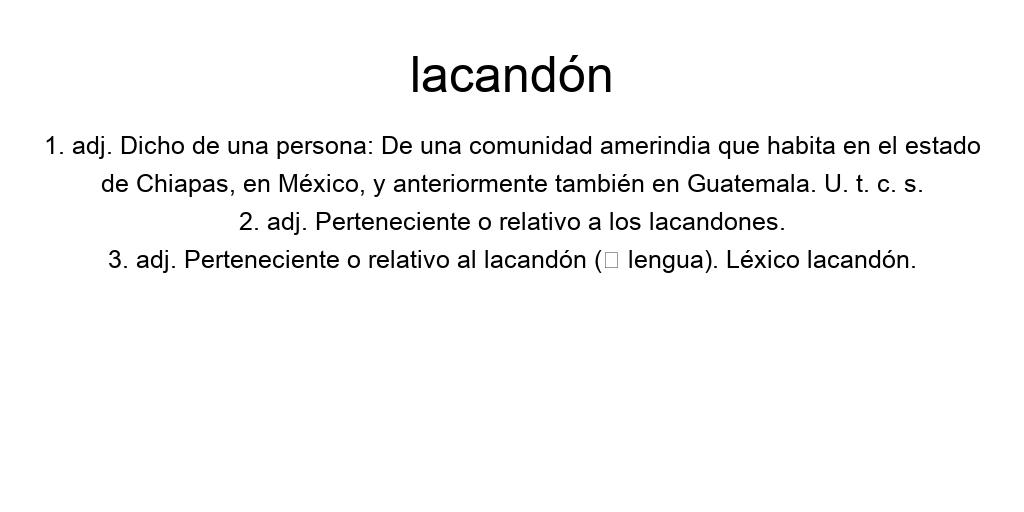 lacandón
1. adj. Dicho de una persona: De una comunidad amerindia que habita en el estado
de Chiapas, en México, y anteriormente también en Guatemala. U. t. c. s.
2. adj. Perteneciente o relativo a los lacandones.
3. adj. Perteneciente o relativo al lacandón (□ lengua). Léxico lacandón.